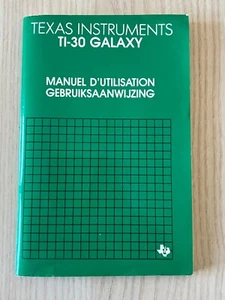 TEXAS INSTRUMENTS
TI-30 GALAXY
MANUEL D'UTILISATION
GEBRUIKSAANWIJZING